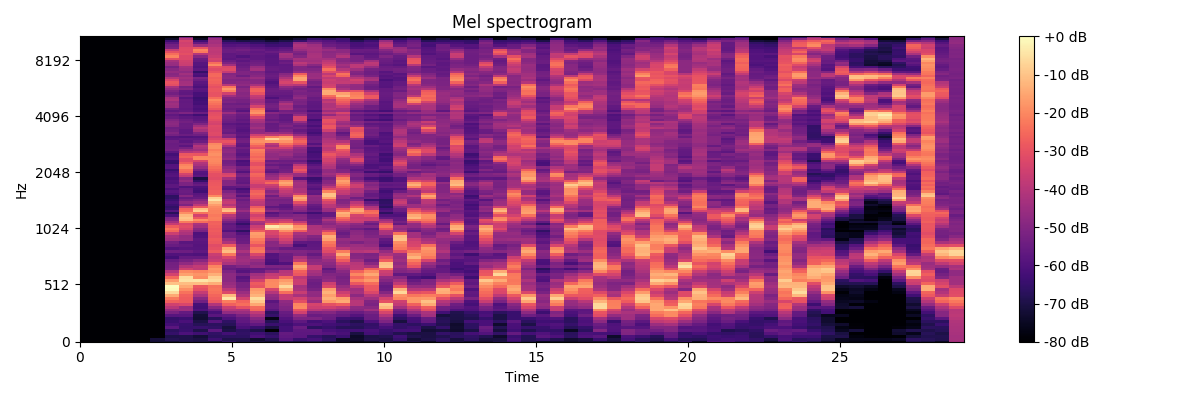 Mel spectrogram
Hz
8192
4096
2048
1024
512
0
0 5 10 15 20 25
Time
+0 dB
-10 dB
-20 dB
-30 dB
-40 dB
-50 dB
-60 dB
-70 dB
-80 dB